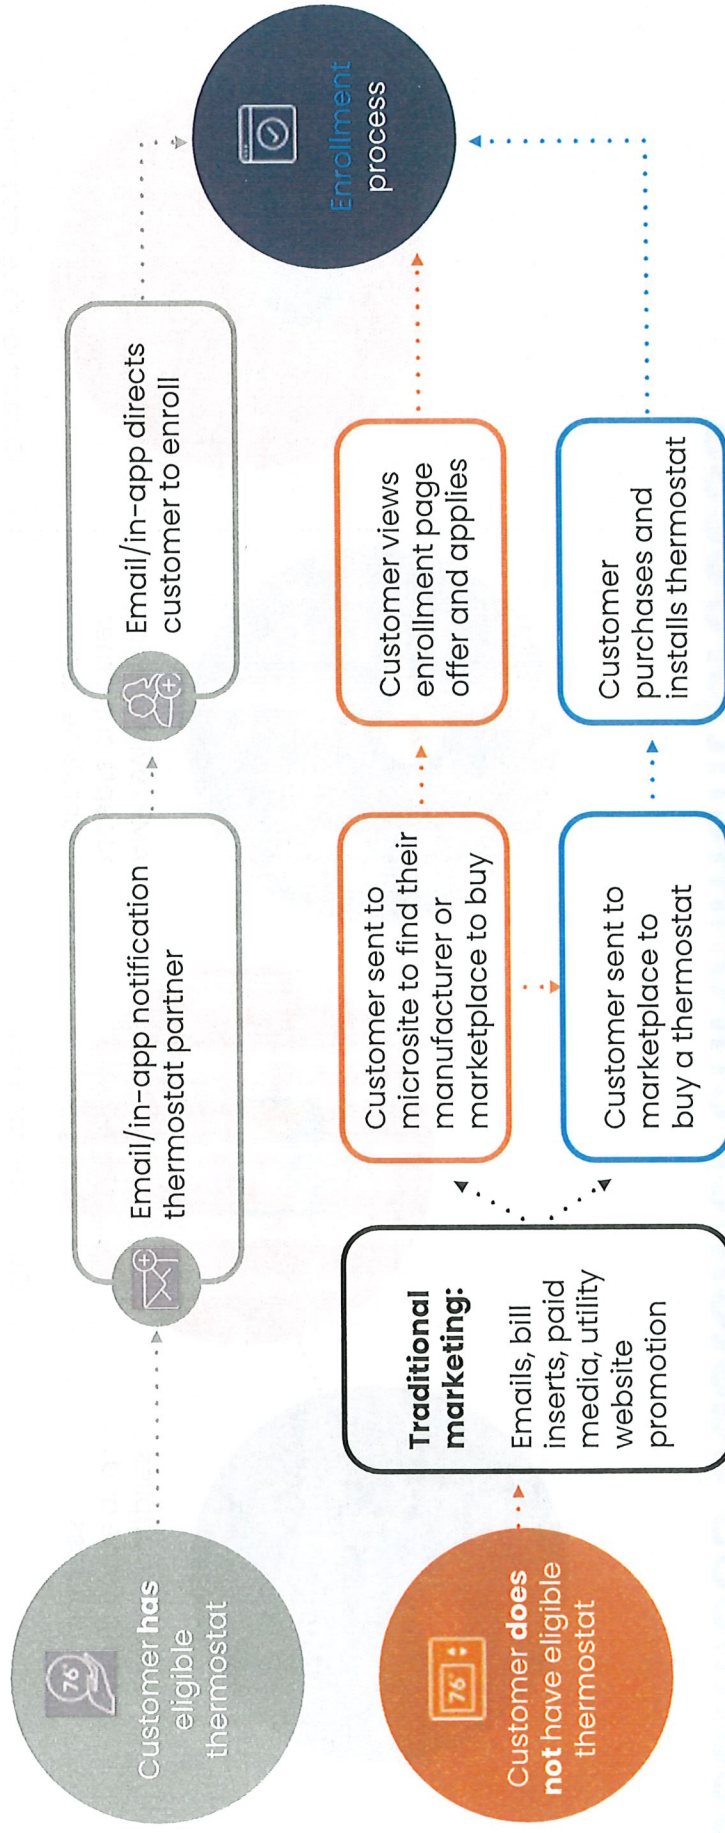 76°
Customer has
eligible
thermostat
Email/in-app notification
thermostat partner
Email/in-app directs
customer to enroll
Enrollment
process
76°
Customer does
not have eligible
thermostat
Traditional
marketing:
Emails, bill
inserts, paid
media, utility
website
promotion
Customer sent to
microsite to find their
manufacturer or
marketplace to buy
Customer views
enrollment page
offer and applies
Customer sent to
marketplace to
buy a thermostat
Customer
purchases and
installs thermostat